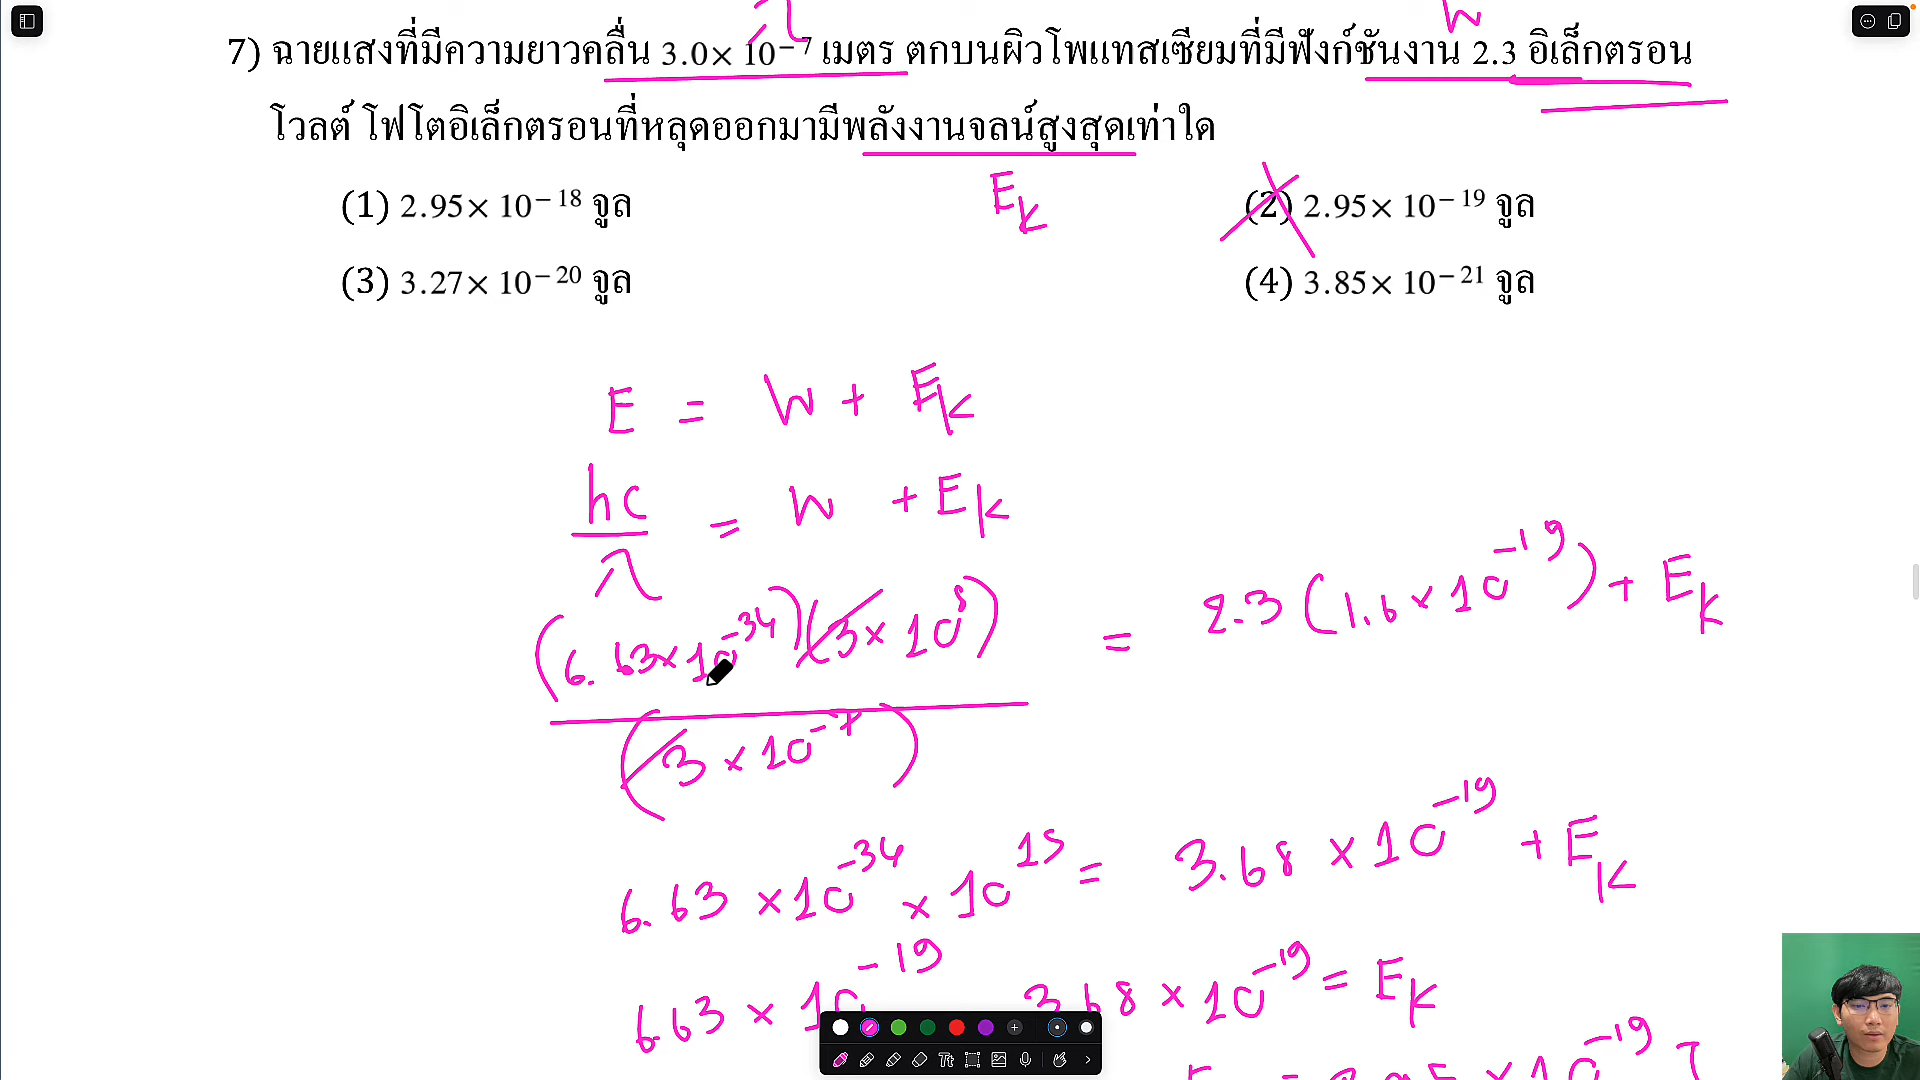 λ W
7) ฉายแสงที่มีความยาวคลื่น 3.0× 10⁻⁷ เมตร ตกบนผิวโพแทสเซียมที่มีฟังก์ชันงาน 2.3 อิเล็กตรอน
โวลต์ โฟโตอิเล็กตรอนที่หลุดออกมามีพลังงานจลน์สูงสุดเท่าใด
Eₖ
(1) 2.95× 10⁻¹⁸ จูล (2) 2.95× 10⁻¹⁹ จูล
(3) 3.27× 10⁻²⁰ จูล (4) 3.85× 10⁻²¹ จูล
E = W + Eₖ
hc/λ = W + Eₖ
(6.63×10⁻³⁴)(3×10⁸)/(3×10⁻⁷) = 2.3(1.6×10⁻¹⁹) + Eₖ
6.63 ×10⁻³⁴ × 10¹⁵ = 3.68 ×10⁻¹⁹ + Eₖ
6.63 × 10⁻¹⁹ 3.68 × 10⁻¹⁹ = Eₖ
Tt